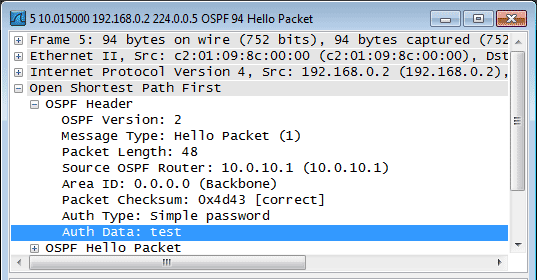 5 10.015000 192.168.0.2 224.0.0.5 OSPF 94 Hello Packet
Frame 5: 94 bytes on wire (752 bits), 94 bytes captured (752
Ethernet II, Src: c2:01:09:8c:00:00 (c2:01:09:8c:00:00), Dst
Internet Protocol Version 4, Src: 192.168.0.2 (192.168.0.2),
Open Shortest Path First
OSPF Header
OSPF Version: 2
Message Type: Hello Packet (1)
Packet Length: 48
Source OSPF Router: 10.0.10.1 (10.0.10.1)
Area ID: 0.0.0.0 (Backbone)
Packet Checksum: 0x4d43 [correct]
Auth Type: Simple password
Auth Data: test
OSPF Hello Packet